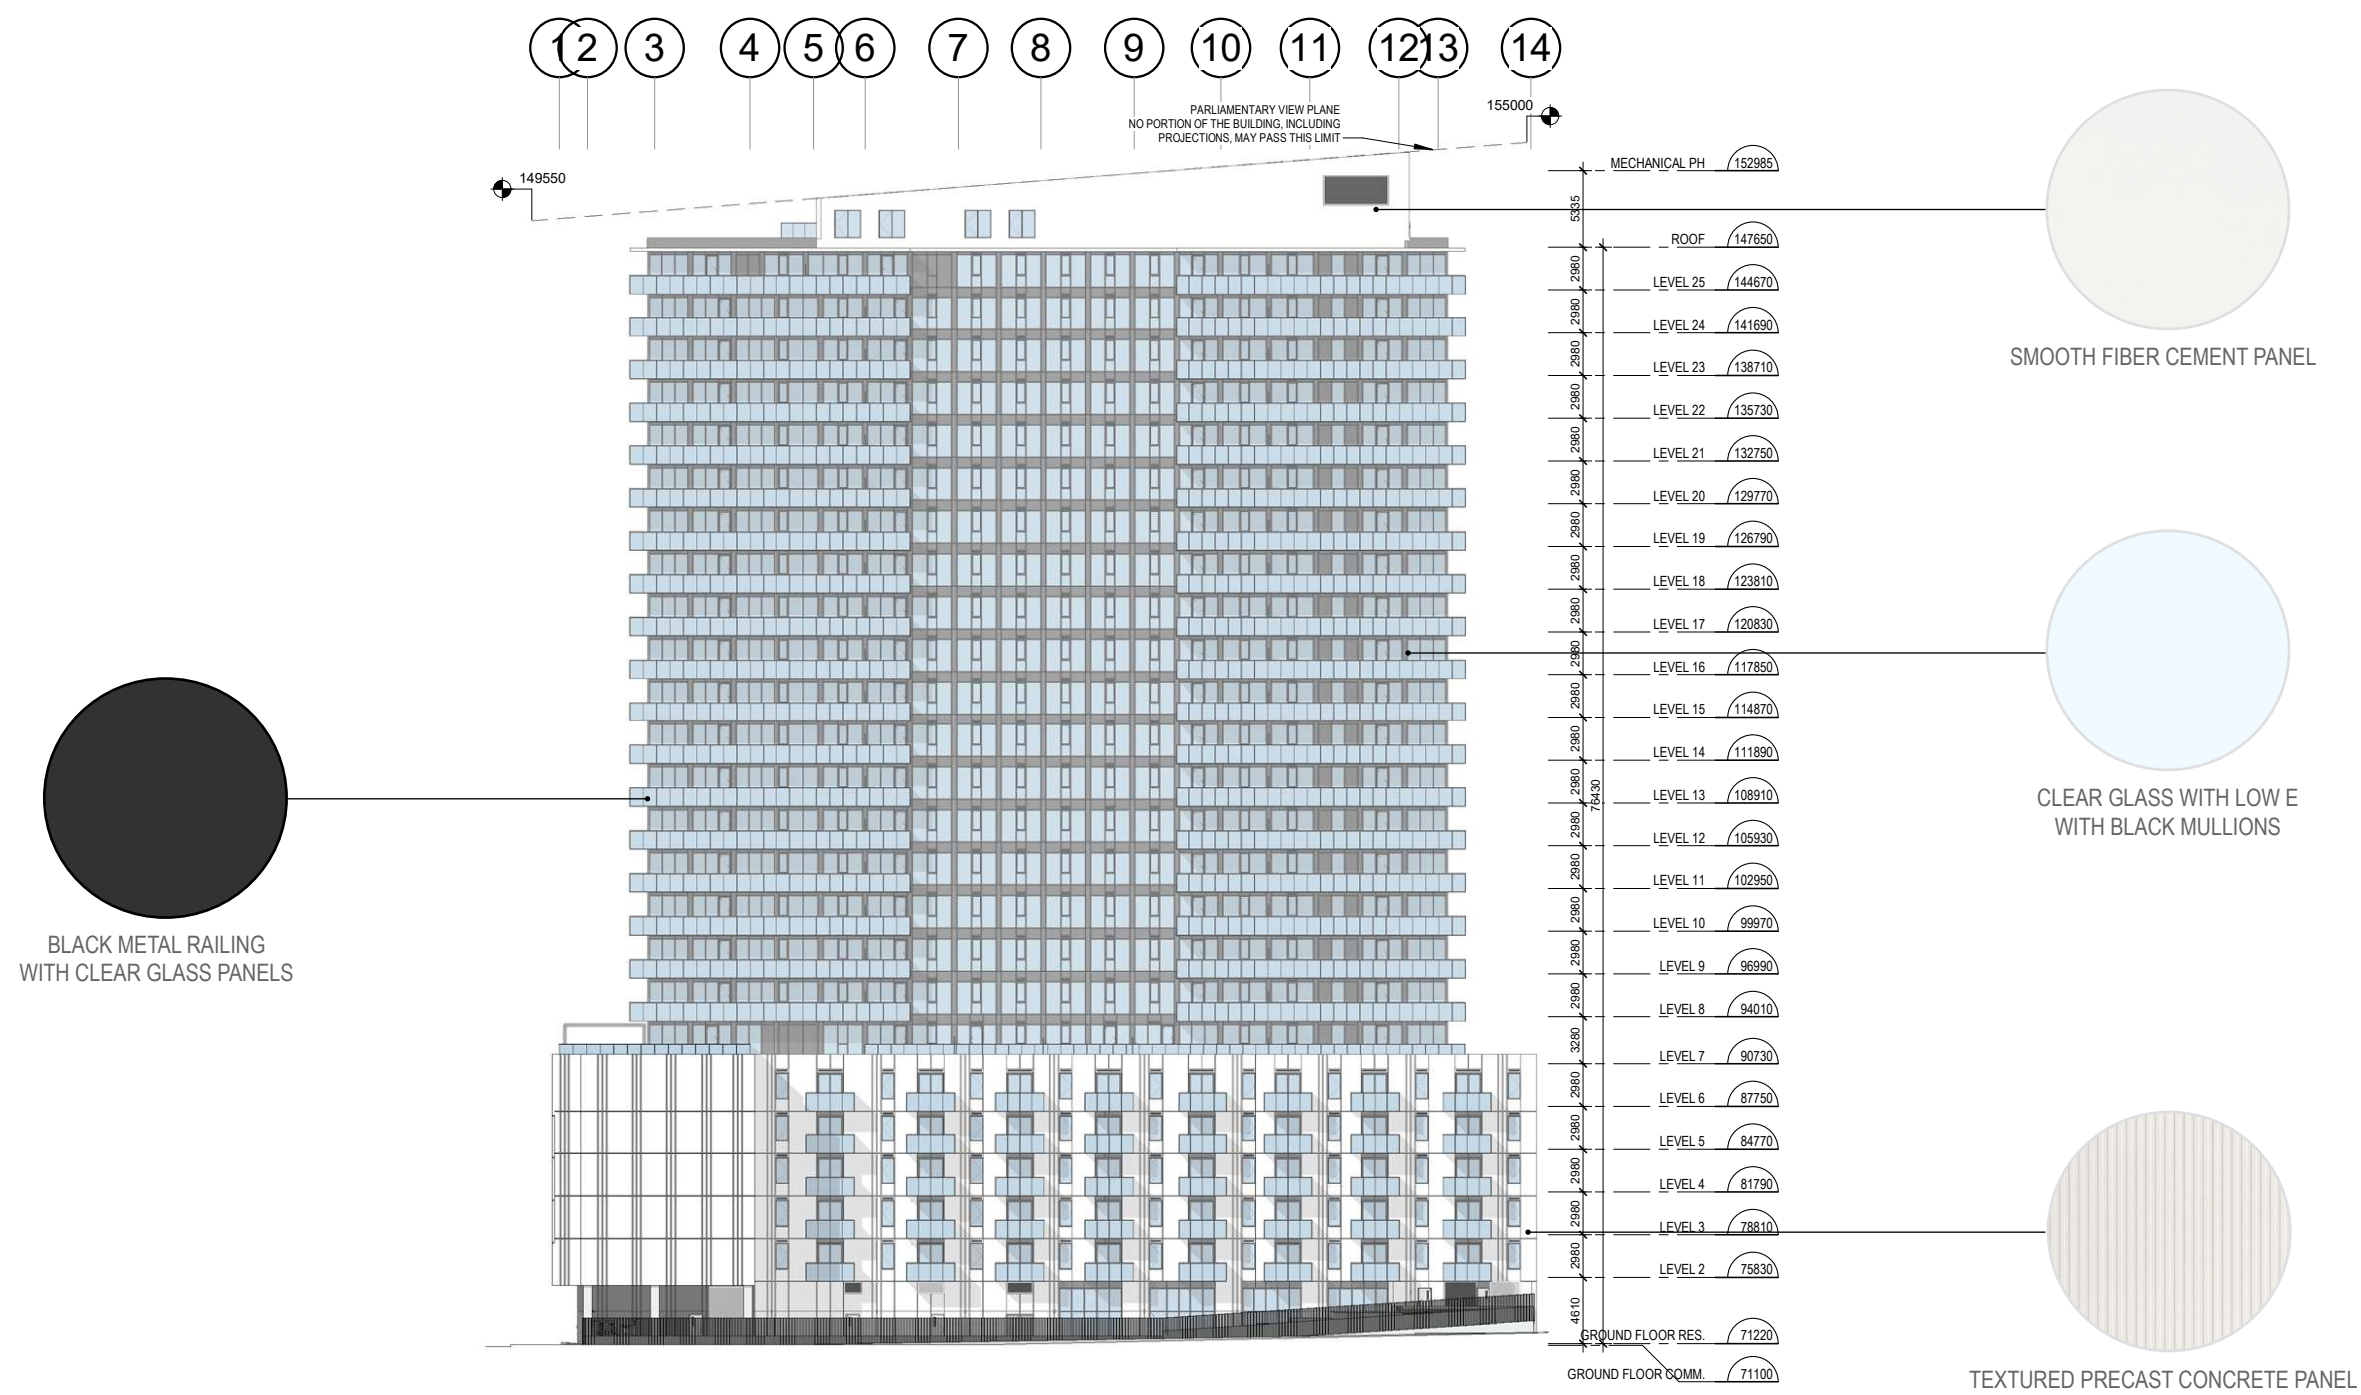 1 2 3 4 5 6 7 8 9 10 11 12 13 14
PARLIAMENTARY VIEW PLANE
NO PORTION OF THE BUILDING, INCLUDING
PROJECTIONS, MAY PASS THIS LIMIT
155000
149550
MECHANICAL PH 152985
5335
ROOF 147650
2980
LEVEL 25 144670
2980
LEVEL 24 141690
2980
LEVEL 23 138710
2980
LEVEL 22 135730
2980
LEVEL 21 132750
2980
LEVEL 20 129770
2980
LEVEL 19 126790
2980
LEVEL 18 123810
2980
LEVEL 17 120830
2980
LEVEL 16 117850
2980
LEVEL 15 114870
2980
LEVEL 14 111890
2980
LEVEL 13 108910
76430
2980
LEVEL 12 105930
2980
LEVEL 11 102950
2980
LEVEL 10 99970
2980
LEVEL 9 96990
2980
LEVEL 8 94010
3280
LEVEL 7 90730
2980
LEVEL 6 87750
2980
LEVEL 5 84770
2980
LEVEL 4 81790
2980
LEVEL 3 78810
2980
LEVEL 2 75830
4610
GROUND FLOOR RES. 71220
GROUND FLOOR COMM. 71100
SMOOTH FIBER CEMENT PANEL
CLEAR GLASS WITH LOW E
WITH BLACK MULLIONS
BLACK METAL RAILING
WITH CLEAR GLASS PANELS
TEXTURED PRECAST CONCRETE PANEL